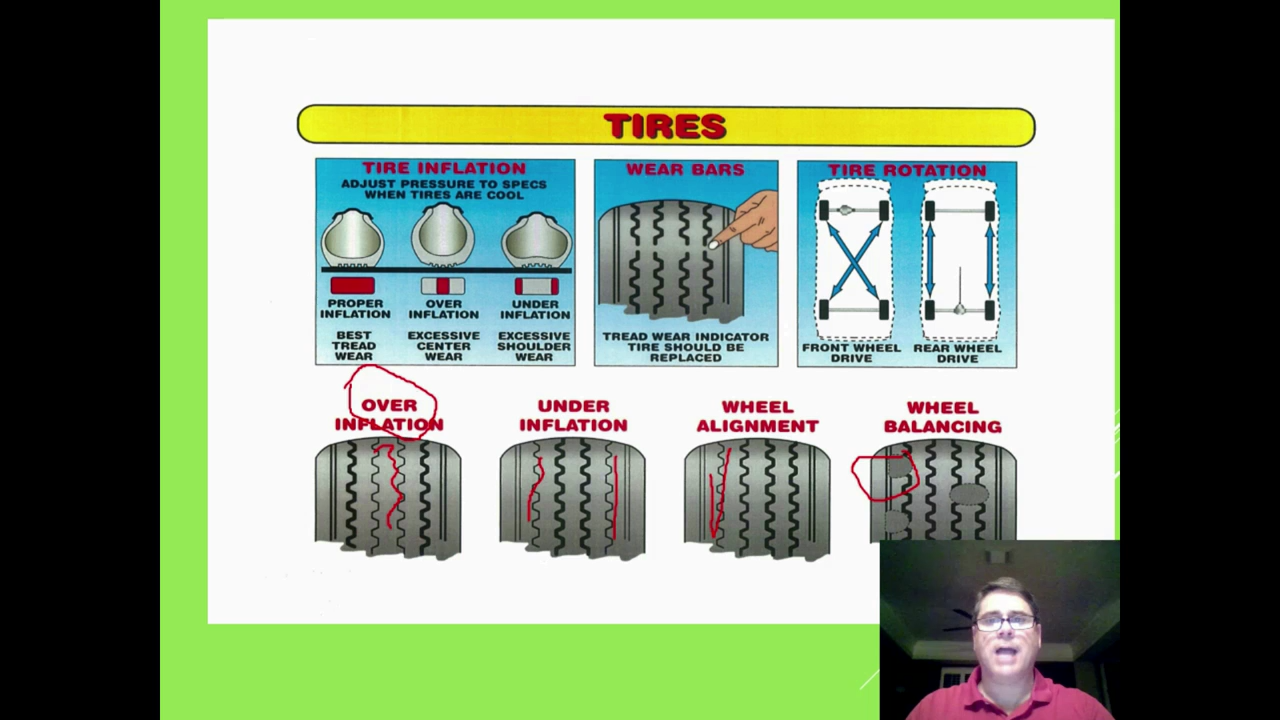 TIRES
TIRE INFLATION
ADJUST PRESSURE TO SPECS
WHEN TIRES ARE COOL
PROPER
INFLATION
BEST
TREAD
WEAR
OVER
INFLATION
EXCESSIVE
CENTER
WEAR
UNDER
INFLATION
EXCESSIVE
SHOULDER
WEAR
WEAR BARS
TREAD WEAR INDICATOR
TIRE SHOULD BE
REPLACED
TIRE ROTATION
FRONT WHEEL
DRIVE
REAR WHEEL
DRIVE
OVER
INFLATION
UNDER
INFLATION
WHEEL
ALIGNMENT
WHEEL
BALANCING